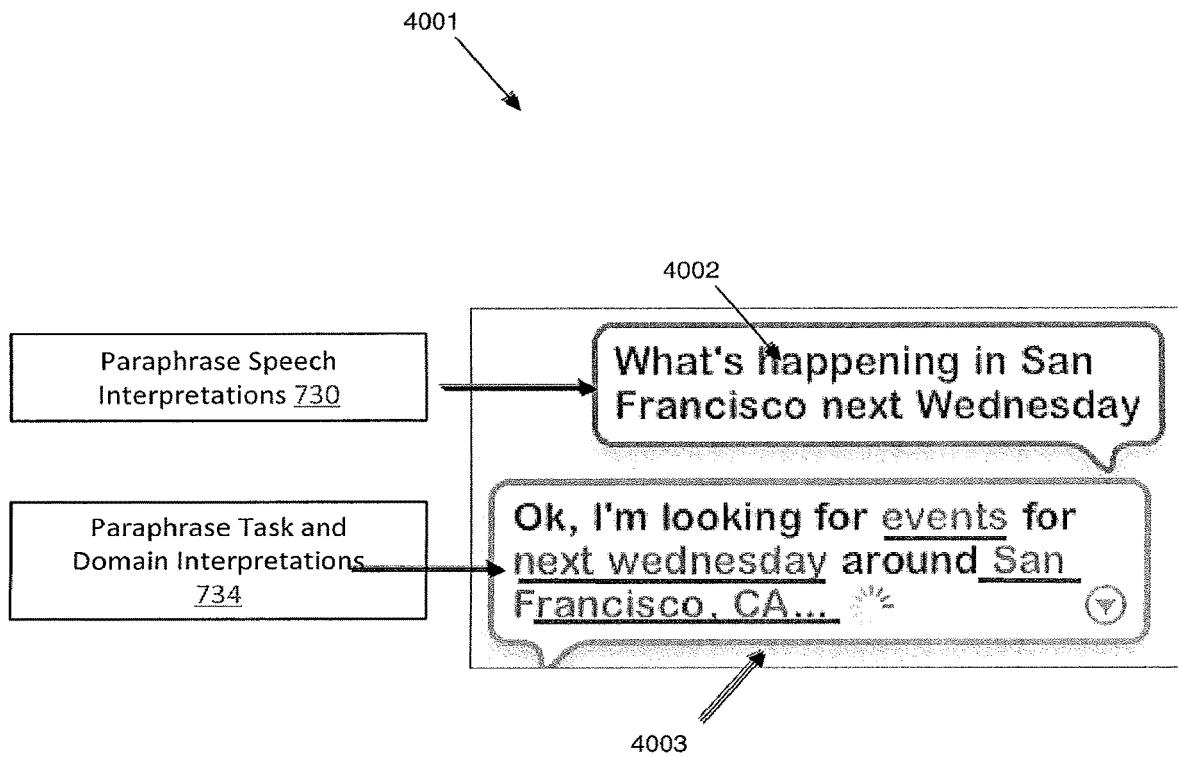 4001
4002
Paraphrase Speech
Interpretations 730
What's happening in San
Francisco next Wednesday
Paraphrase Task and
Domain Interpretations
734
Ok, I'm looking for events for
next wednesday around San
Francisco, CA...
4003